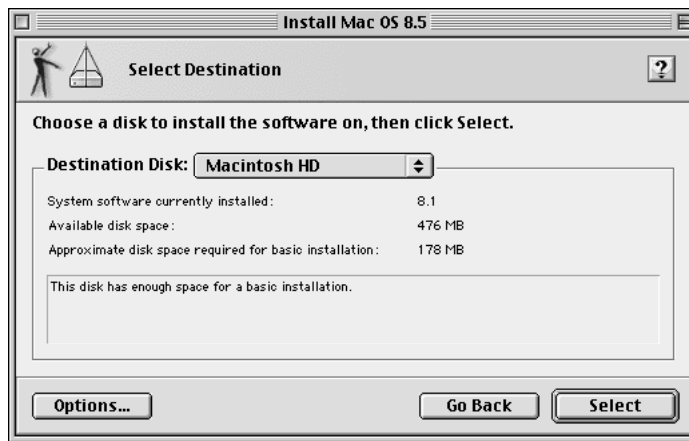 Install Mac OS 8.5
Select Destination
?
Choose a disk to install the software on, then click Select.
Destination Disk: Macintosh HD
System software currently installed: 8.1
Available disk space: 476 MB
Approximate disk space required for basic installation: 178 MB
This disk has enough space for a basic installation.
Options... Go Back Select